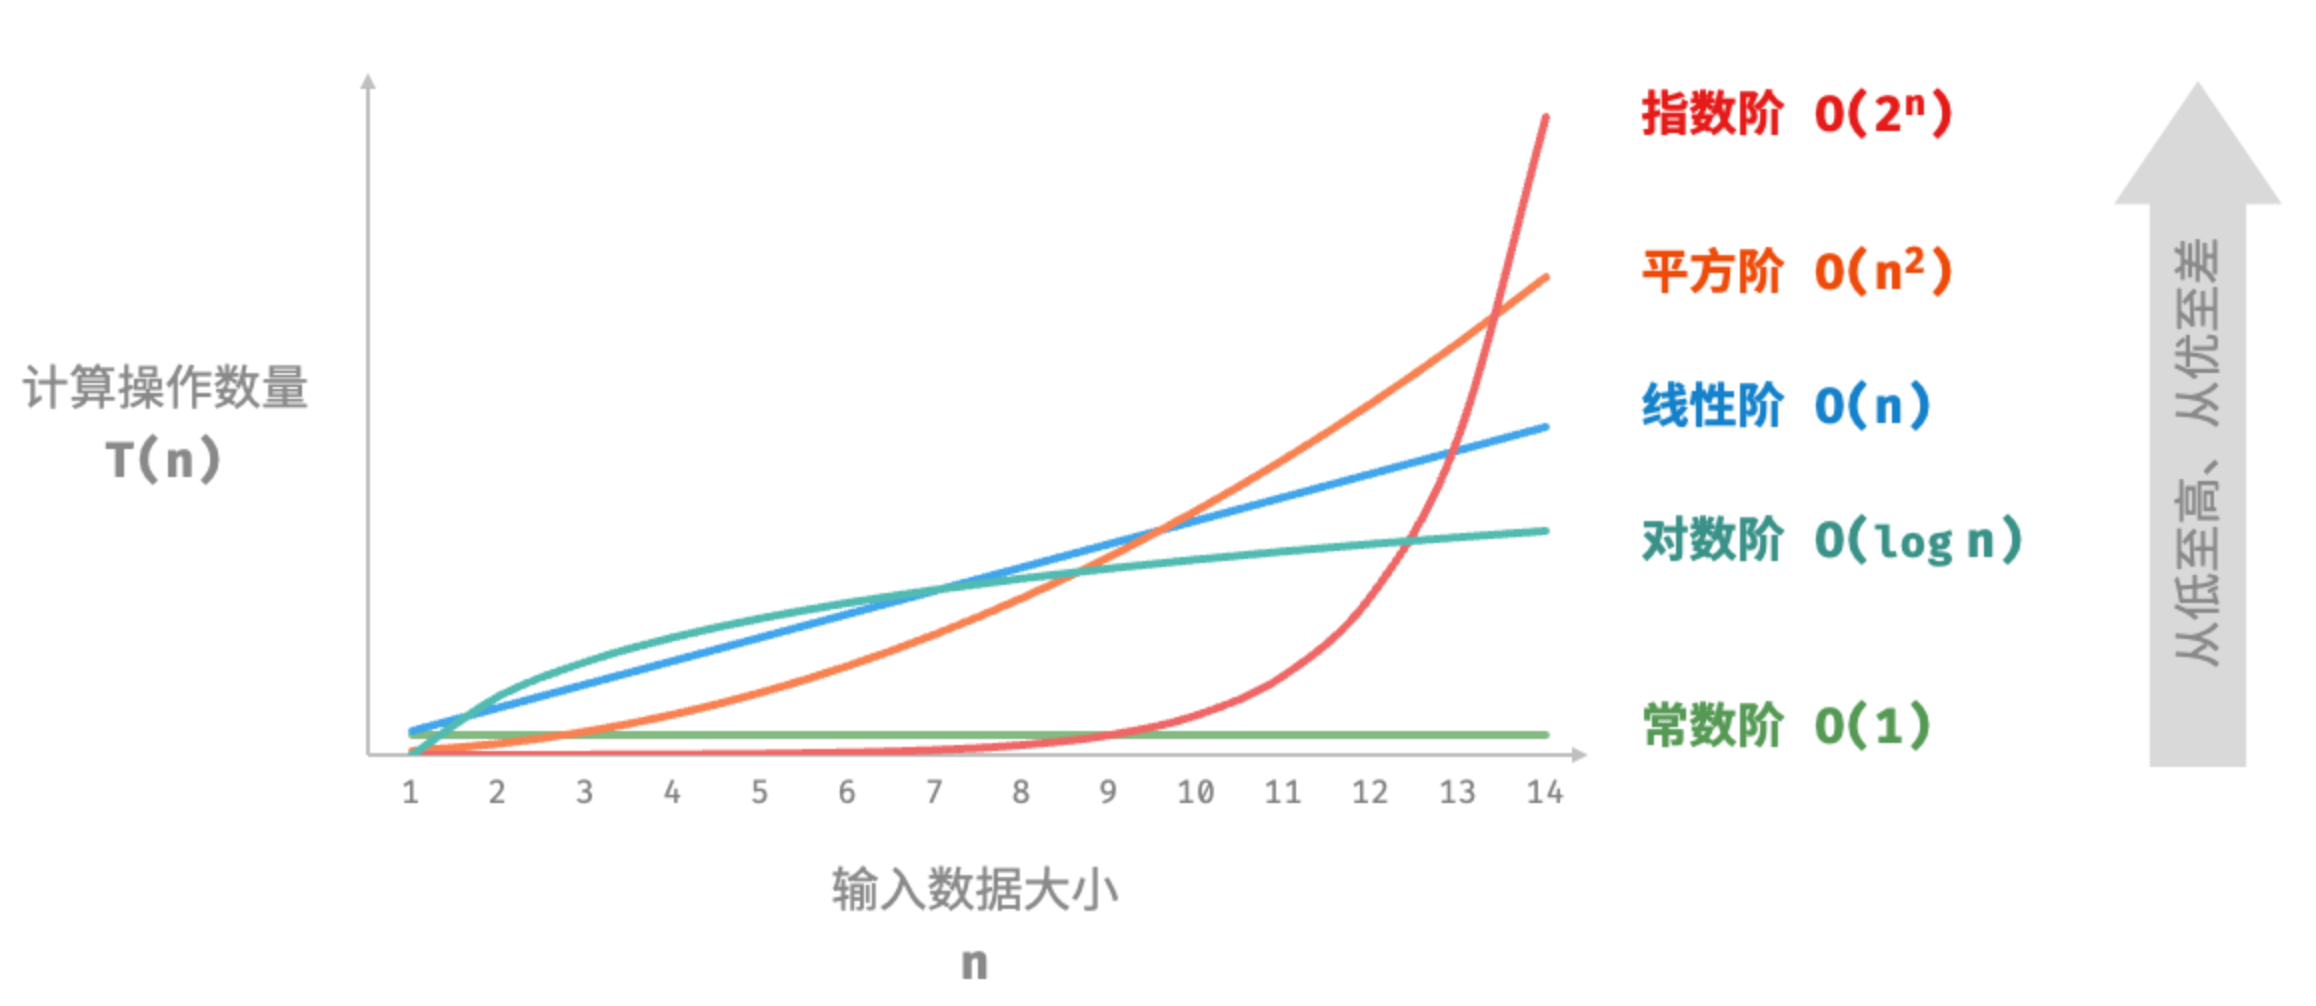 指数阶 O(2ⁿ)
平方阶 O(n²)
线性阶 O(n)
对数阶 O(log n)
常数阶 O(1)
从低至高、从优至差
计算操作数量
T(n)
1 2 3 4 5 6 7 8 9 10 11 12 13 14
输入数据大小
n